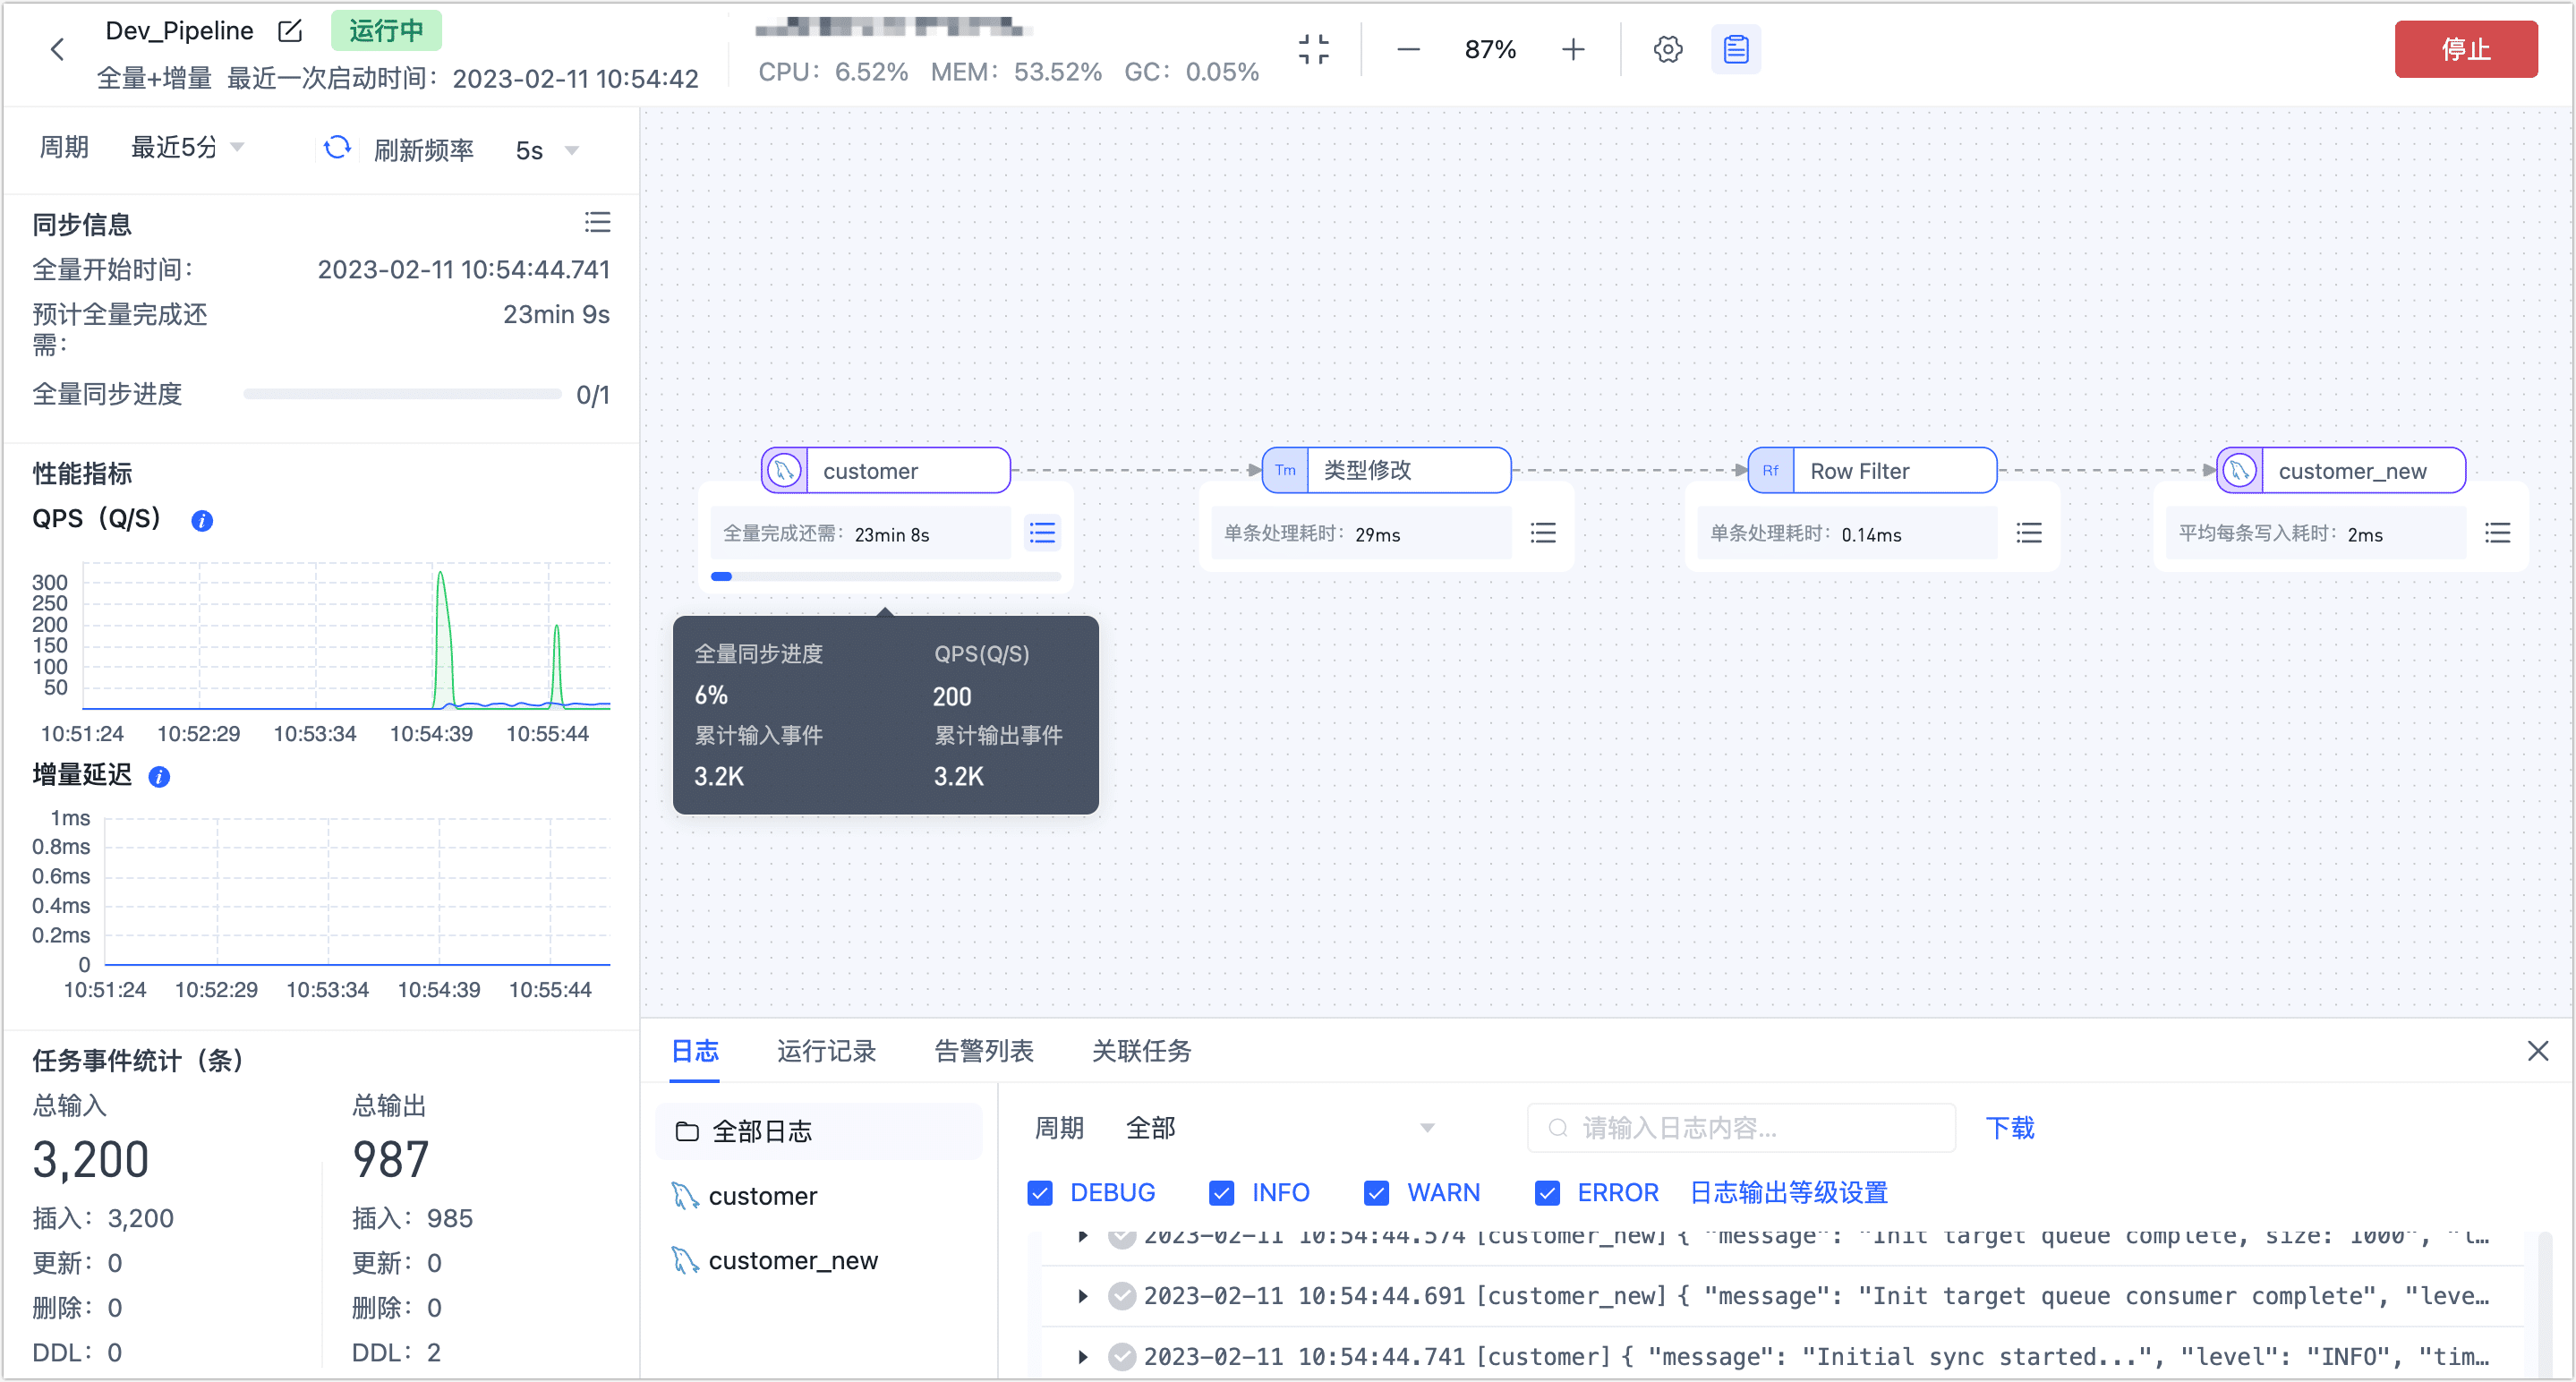 Dev_Pipeline 运行中
全量+增量 最近一次启动时间：2023-02-11 10:54:42
CPU：6.52% MEM：53.52% GC：0.05%
87%
停止
周期 最近5分 刷新频率 5s
同步信息
全量开始时间： 2023-02-11 10:54:44.741
预计全量完成还需： 23min 9s
全量同步进度 0/1
性能指标
QPS（Q/S）
300
250
200
150
100
50
10:51:24 10:52:29 10:53:34 10:54:39 10:55:44
增量延迟
1ms
0.8ms
0.6ms
0.4ms
0.2ms
0
10:51:24 10:52:29 10:53:34 10:54:39 10:55:44
任务事件统计（条）
总输入 总输出
3,200 987
插入：3,200 插入：985
更新：0 更新：0
删除：0 删除：0
DDL：0 DDL：2
customer
全量完成还需：23min 8s
Tm 类型修改
单条处理耗时：29ms
Rf Row Filter
单条处理耗时：0.14ms
customer_new
平均每条写入耗时：2ms
全量同步进度 QPS(Q/S)
6% 200
累计输入事件 累计输出事件
3.2K 3.2K
日志 运行记录 告警列表 关联任务
全部日志
customer
customer_new
周期 全部 请输入日志内容... 下载
DEBUG INFO WARN ERROR 日志输出等级设置
2023-02-11 10:54:44.574 [customer_new] { "message": "Init target queue complete, size: 1000", "l…
2023-02-11 10:54:44.691 [customer_new] { "message": "Init target queue consumer complete", "leve…
2023-02-11 10:54:44.741 [customer] { "message": "Initial sync started...", "level": "INFO", "tim…